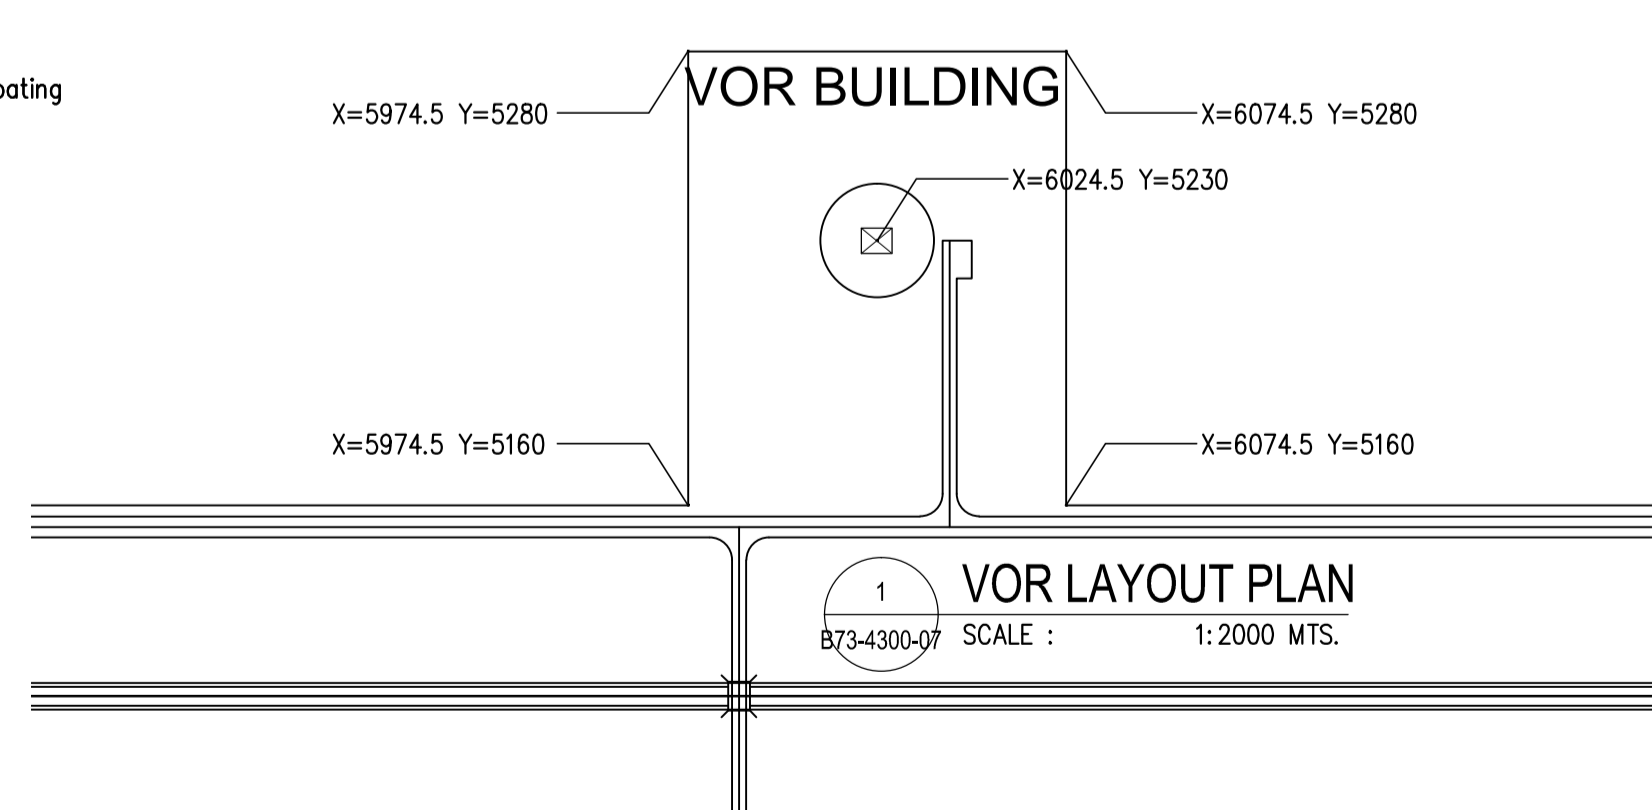 VOR BUILDING
X=5974.5 Y=5280
X=6074.5 Y=5280
X=6024.5 Y=5230
X=5974.5 Y=5160
X=6074.5 Y=5160
1
B73-4300-07
VOR LAYOUT PLAN
SCALE : 1:2000 MTS.